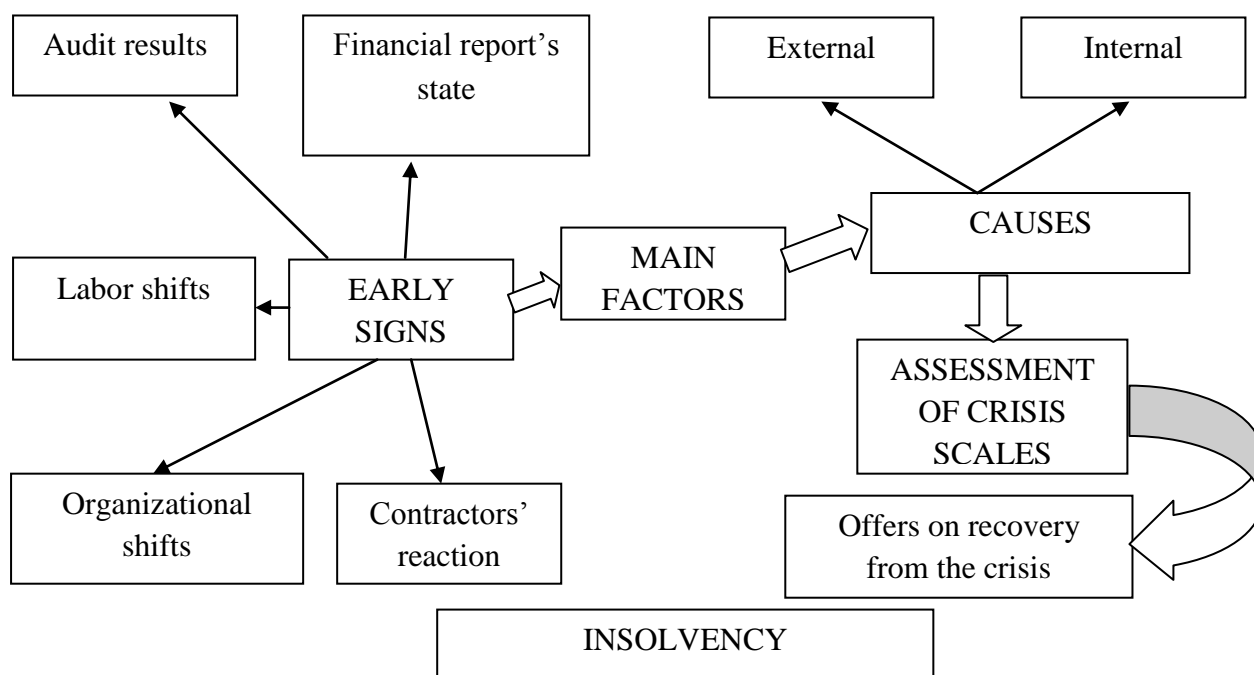 Audit results
Financial report’s
state
External
Internal
CAUSES
Labor shifts
EARLY
SIGNS
MAIN
FACTORS
ASSESSMENT
OF CRISIS
SCALES
Organizational
shifts
Contractors’
reaction
Offers on recovery
from the crisis
INSOLVENCY